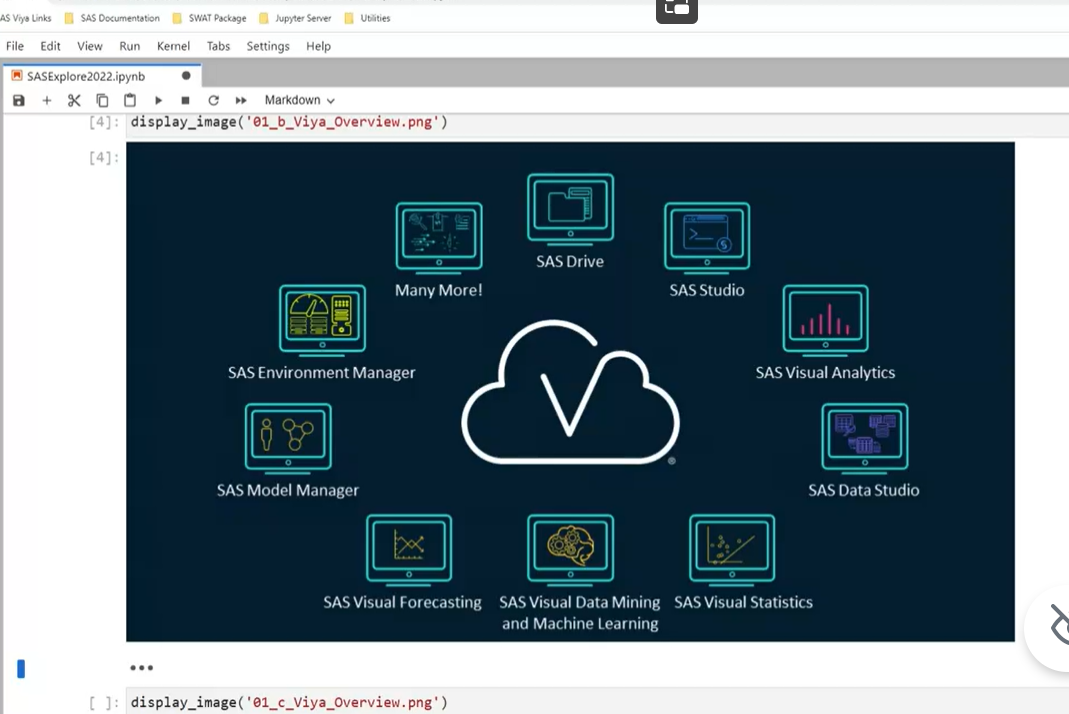 AS Viya Links SAS Documentation SWAT Package Jupyter Server Utilities
File Edit View Run Kernel Tabs Settings Help
SASExplore2022.ipynb
Markdown
[4]: display_image('01_b_Viya_Overview.png')
[4]:
SAS Drive
Many More!
SAS Studio
SAS Environment Manager
SAS Visual Analytics
SAS Model Manager
SAS Data Studio
SAS Visual Forecasting
SAS Visual Data Mining
and Machine Learning
SAS Visual Statistics
[ ]: display_image('01_c_Viya_Overview.png')